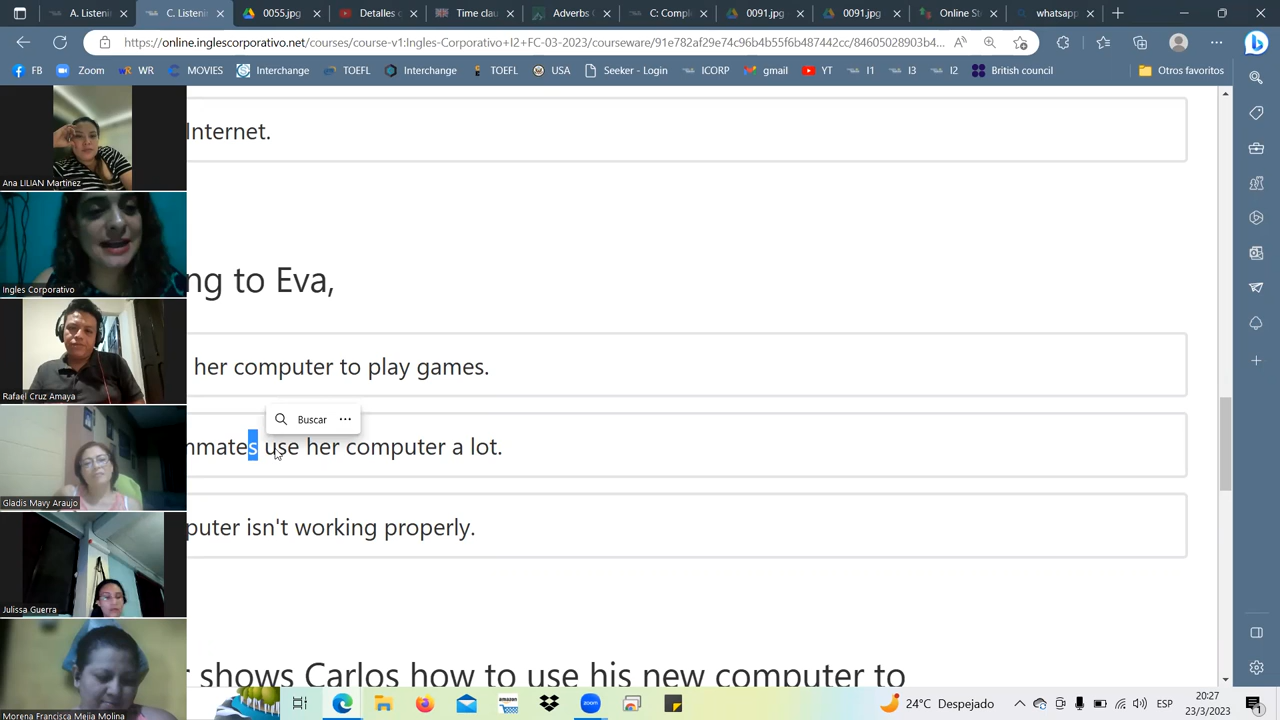 A. Listenin
C. Listenin
0055.jpg
Detalles d
Time clau
Adverbs C
C: Comple
0091.jpg
0091.jpg
Online Stu
whatsapp
https://online.inglescorporativo.net/courses/course-v1:Ingles-Corporativo+I2+FC-03-2023/courseware/91e782af29e74c96b4b55f6b487442cc/84605028903b4...
FB
Zoom
WR
MOVIES
Interchange
TOEFL
Interchange
TOEFL
USA
Seeker - Login
ICORP
gmail
YT
I1
I3
I2
British council
Otros favoritos
Internet.
ng to Eva,
her computer to play games.
Buscar
mmates use her computer a lot.
puter isn't working properly.
r shows Carlos how to use his new computer to
Ana LILIAN Martinez
Ingles Corporativo
Rafael Cruz Amaya
Gladis Mavy Araujo
Julissa Guerra
Morena Francisca Mejia Molina
24°C Despejado
ESP
20:27
23/3/2023